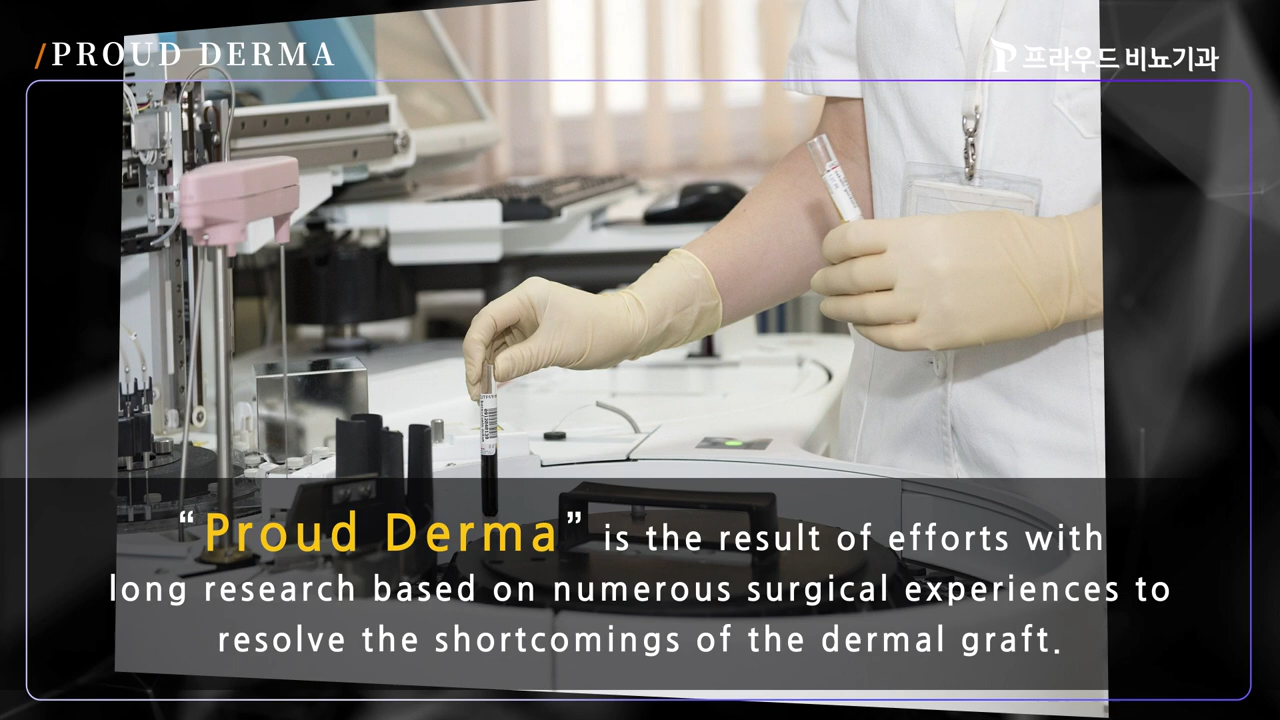 /PROUD DERMA
프라우드 비뇨기과
“Proud Derma” is the result of efforts with
long research based on numerous surgical experiences to
resolve the shortcomings of the dermal graft.